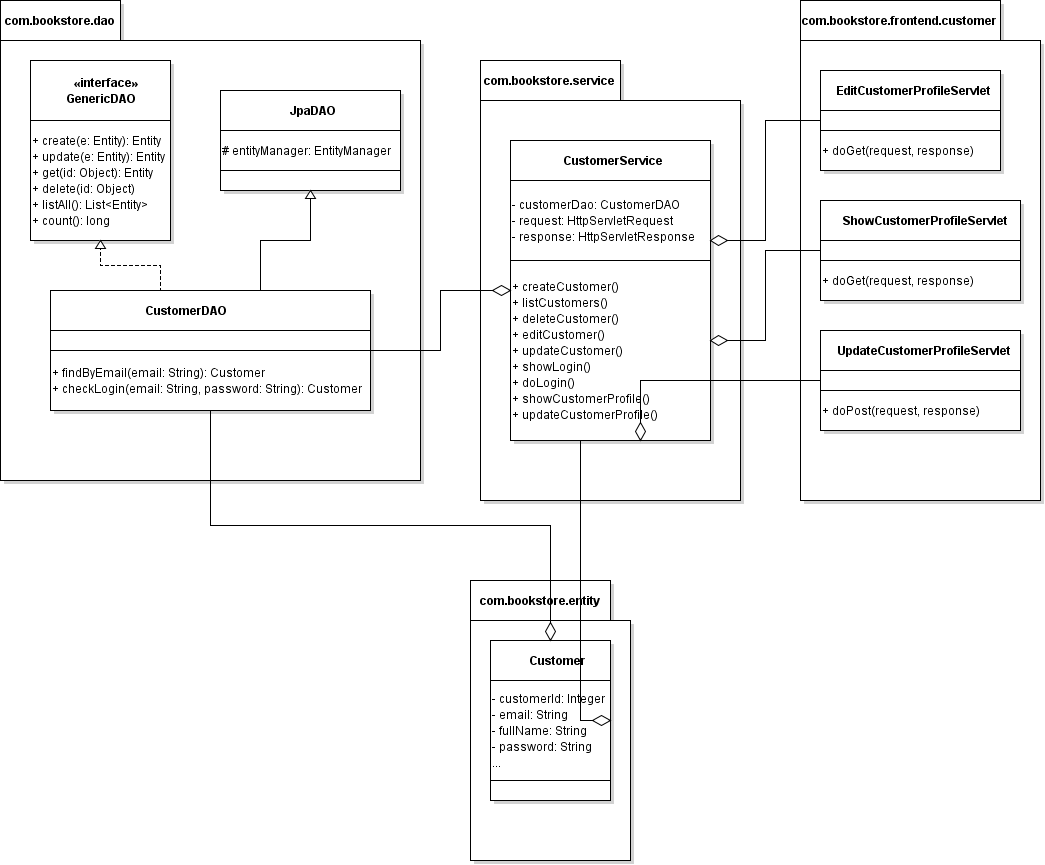 com.bookstore.dao
«interface»
GenericDAO
+ create(e: Entity): Entity
+ update(e: Entity): Entity
+ get(id: Object): Entity
+ delete(id: Object)
+ listAll(): List<Entity>
+ count(): long
JpaDAO
# entityManager: EntityManager
CustomerDAO
+ findByEmail(email: String): Customer
+ checkLogin(email: String, password: String): Customer
com.bookstore.service
CustomerService
- customerDao: CustomerDAO
- request: HttpServletRequest
- response: HttpServletResponse
+ createCustomer()
+ listCustomers()
+ deleteCustomer()
+ editCustomer()
+ updateCustomer()
+ showLogin()
+ doLogin()
+ showCustomerProfile()
+ updateCustomerProfile()
com.bookstore.frontend.customer
EditCustomerProfileServlet
+ doGet(request, response)
ShowCustomerProfileServlet
+ doGet(request, response)
UpdateCustomerProfileServlet
+ doPost(request, response)
com.bookstore.entity
Customer
- customerId: Integer
- email: String
- fullName: String
- password: String
...